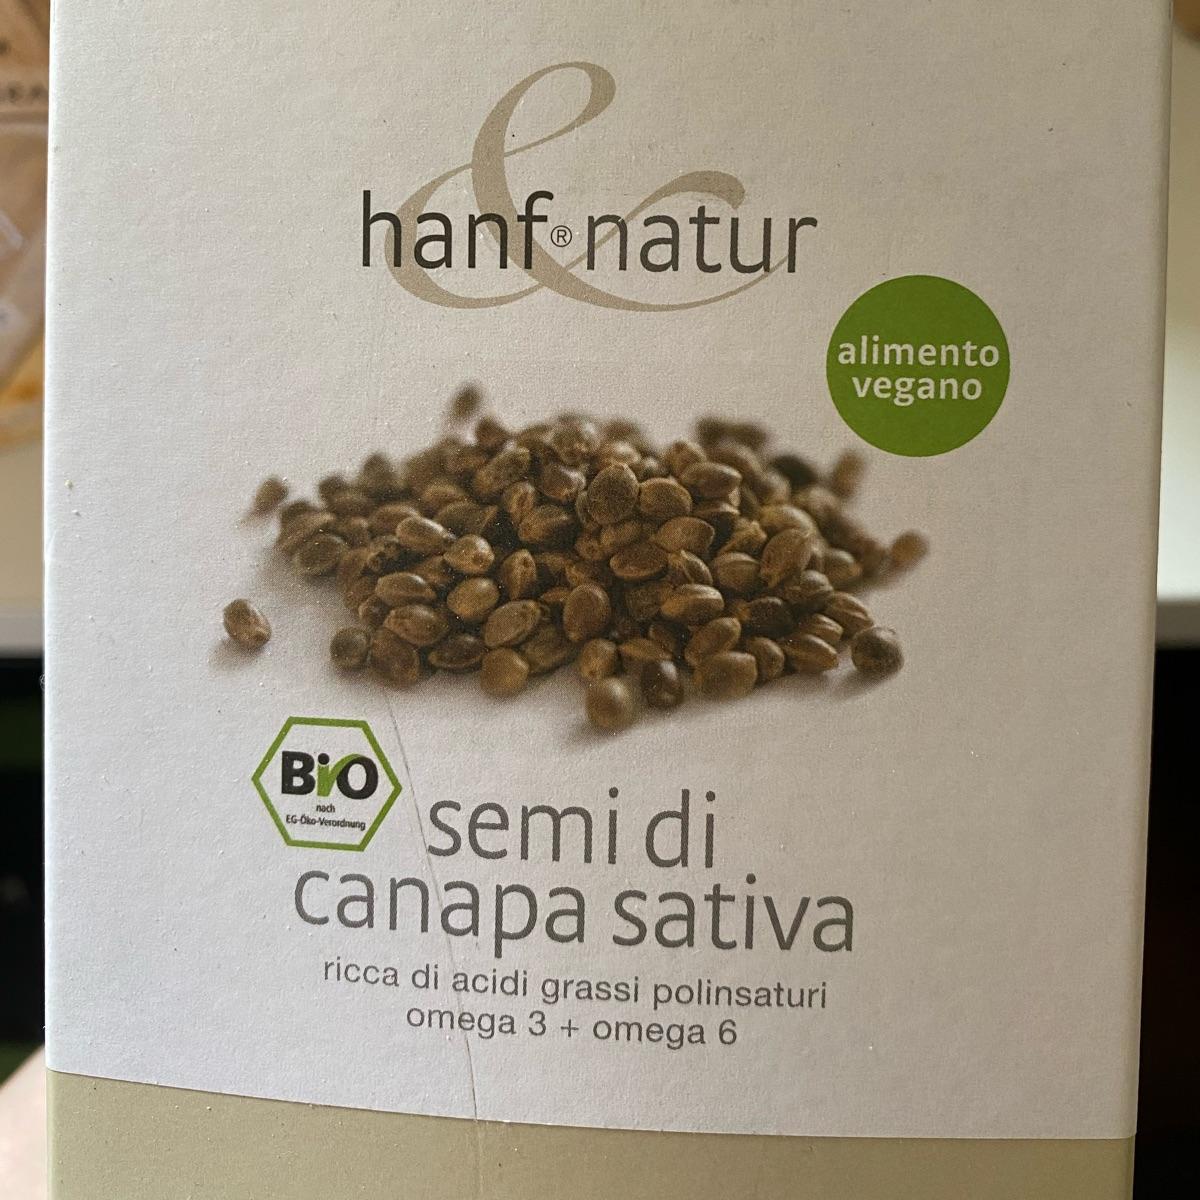 hanf®natur
&
alimento
vegano
Bio
nach
EG-Öko-Verordnung
semi di
canapa sativa
ricca di acidi grassi polinsaturi
omega 3 + omega 6